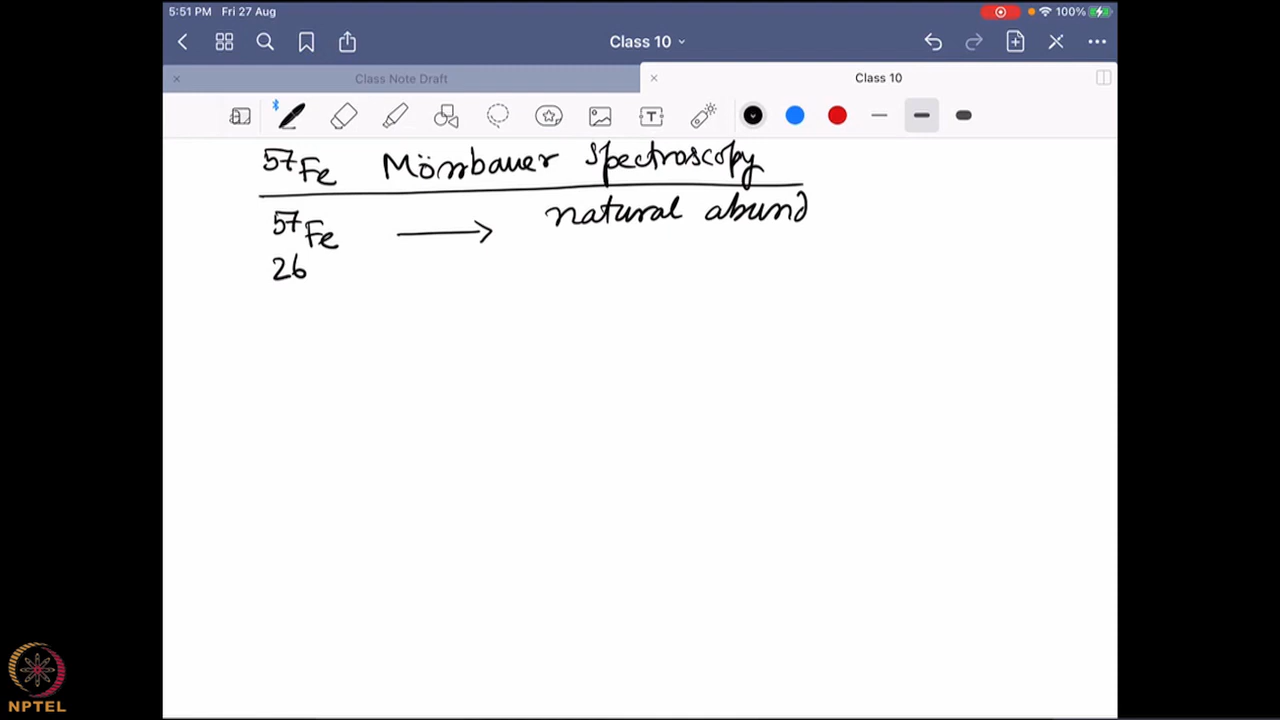 5:51 PM Fri 27 Aug
100%
Class 10
Class Note Draft
Class 10
T
57Fe Mössbauer Spectroscopy
57Fe → natural abund
26
NPTEL